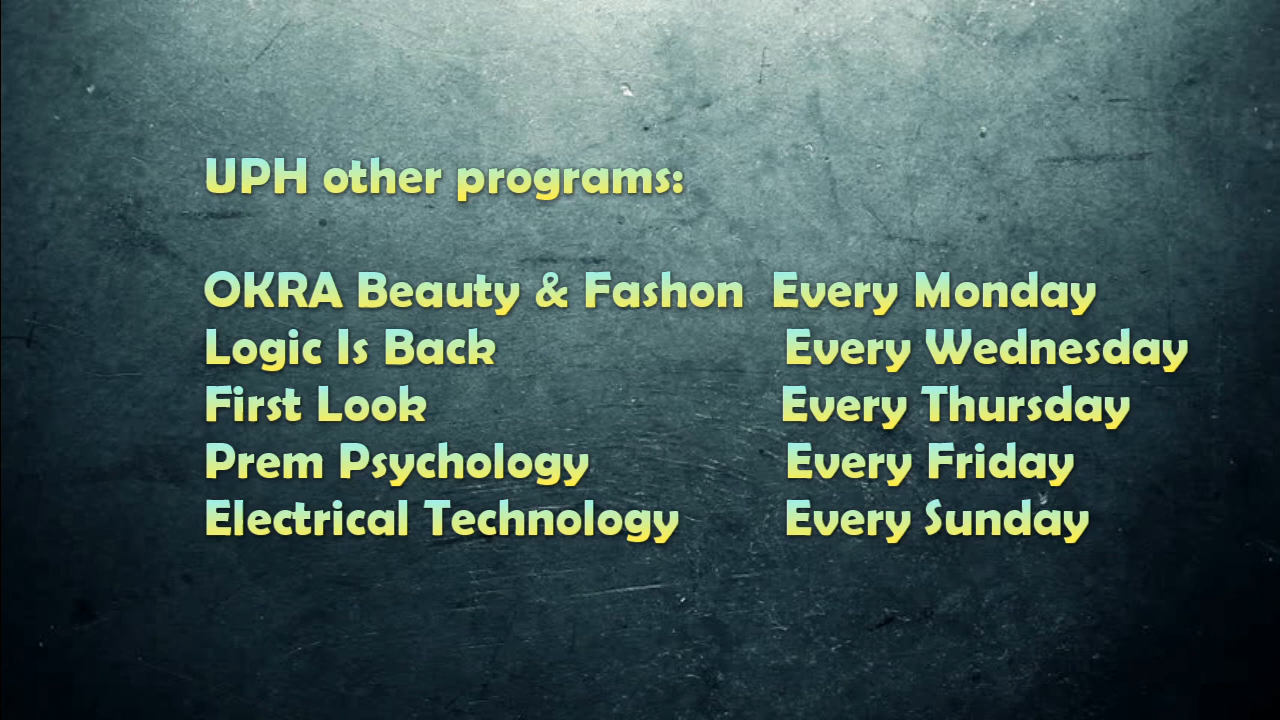 UPH other programs:
OKRA Beauty & Fashon Every Monday
Logic Is Back Every Wednesday
First Look Every Thursday
Prem Psychology Every Friday
Electrical Technology Every Sunday